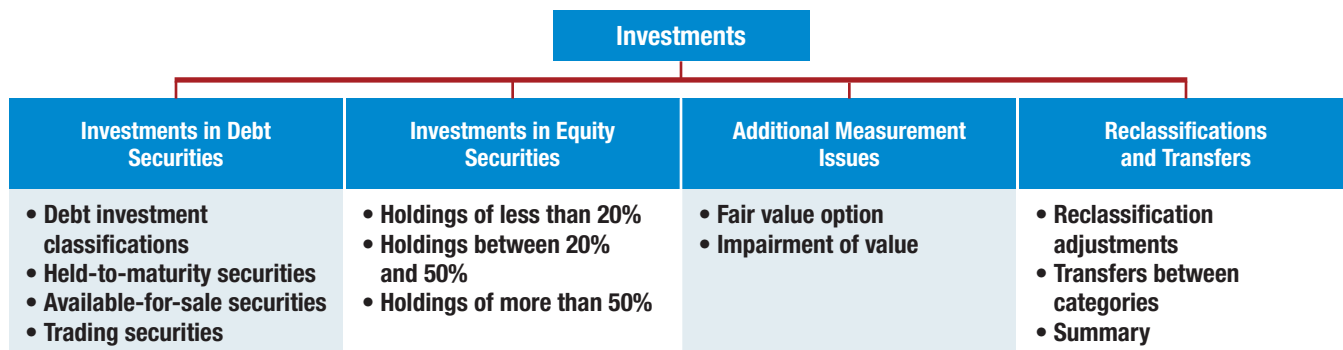 Investments
Investments in Debt
Securities
• Debt investment
classifications
• Held-to-maturity securities
• Available-for-sale securities
• Trading securities
Investments in Equity
Securities
• Holdings of less than 20%
• Holdings between 20%
and 50%
• Holdings of more than 50%
Additional Measurement
Issues
• Fair value option
• Impairment of value
Reclassifications
and Transfers
• Reclassification
adjustments
• Transfers between
categories
• Summary